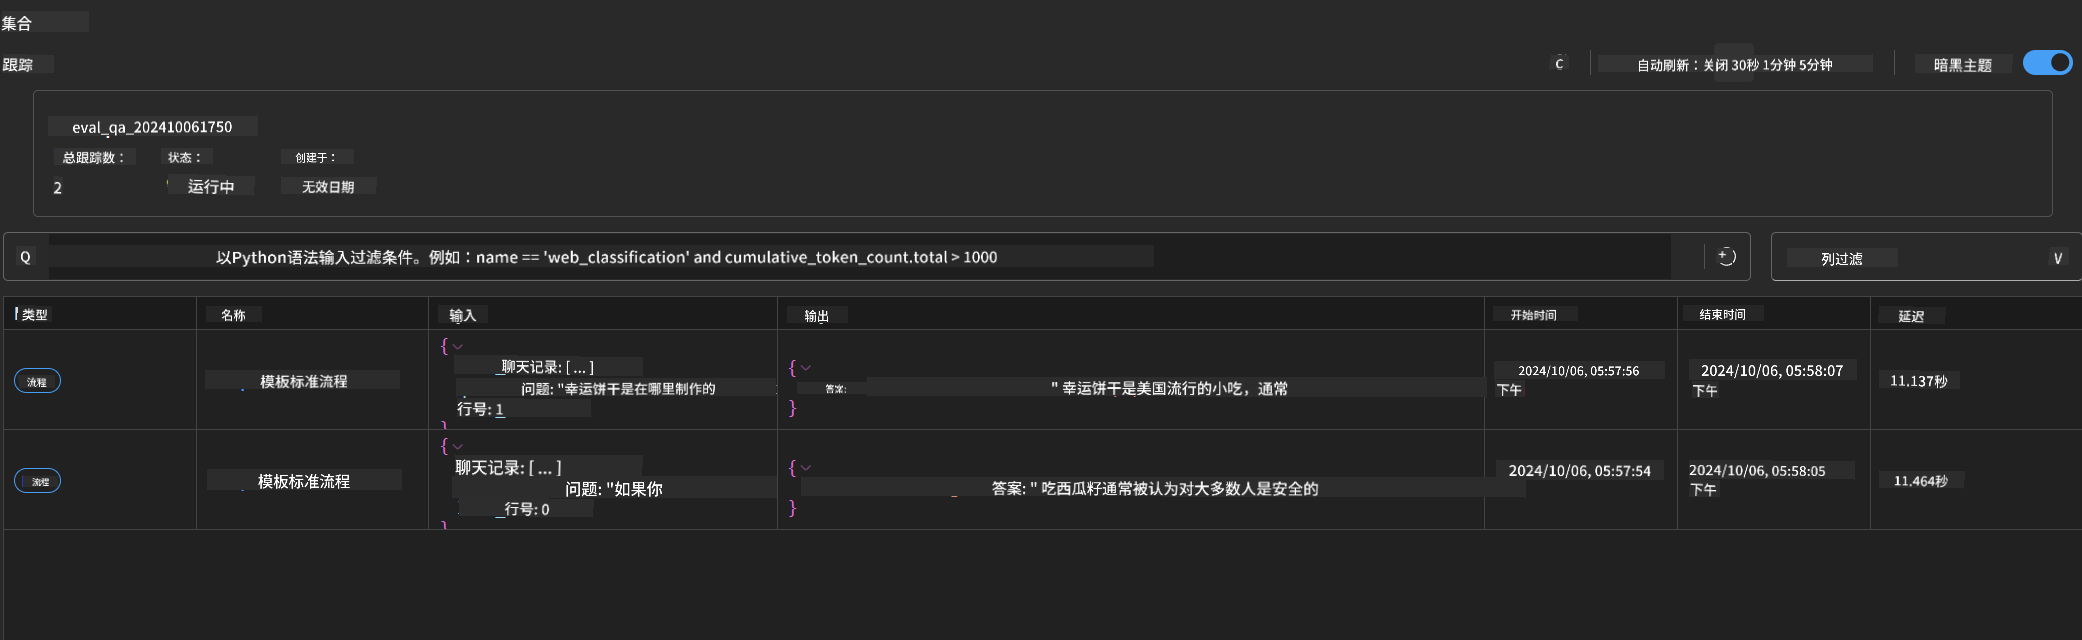 集合
跟踪
C
自动刷新：关闭 30秒 1分钟 5分钟
暗黑主题
eval_qa_202410061750
总跟踪数：
状态：
创建于：
2
运行中
无效日期
Q
以Python语法输入过滤条件。例如：name == 'web_classification' and cumulative_token_count.total > 1000
列过滤
V
类型
名称
输入
输出
开始时间
结束时间
延迟
流程
模板标准流程
{
_聊天记录: [ ... ]
问题: "幸运饼干是在哪里制作的
行号: 1
}
{
答案:
" 幸运饼干是美国流行的小吃，通常
}
2024/10/06, 05:57:56
下午
2024/10/06, 05:58:07
下午
11.137秒
流程
模板标准流程
{
聊天记录: [ ... ]
问题: "如果你
_行号: 0
}
{
答案: " 吃西瓜籽通常被认为对大多数人是安全的
}
2024/10/06, 05:57:54
2024/10/06, 05:58:05
下午
11.464秒